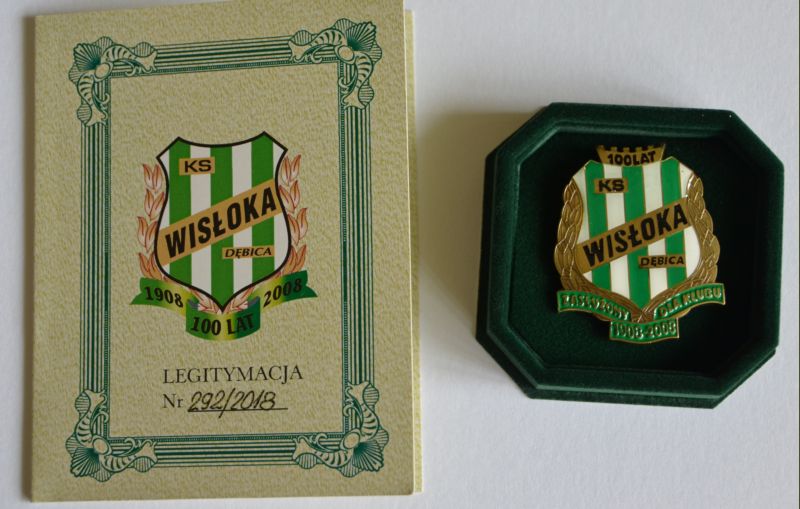 KS
WISŁOKA
DĘBICA
1908 2008
100 LAT
LEGITYMACJA
Nr 292/2018
100 LAT
KS
WISŁOKA
DĘBICA
ZASŁUŻONY DLA KLUBU
1908-2008